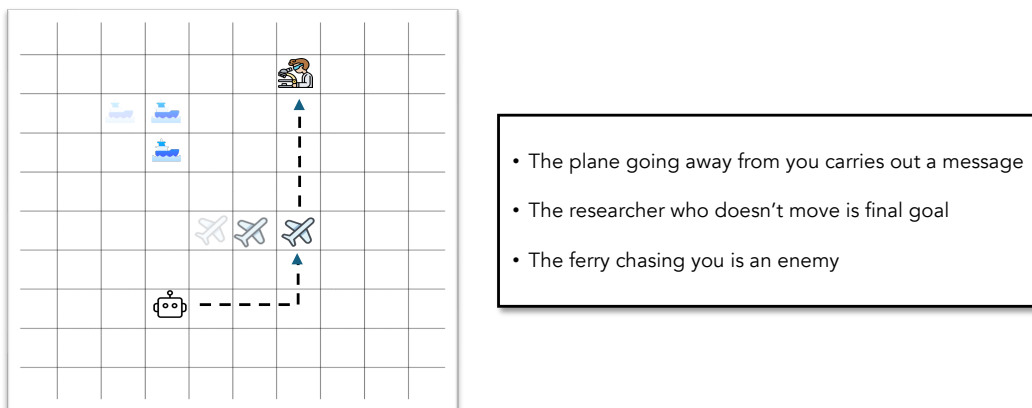 • The plane going away from you carries out a message
• The researcher who doesn’t move is final goal
• The ferry chasing you is an enemy